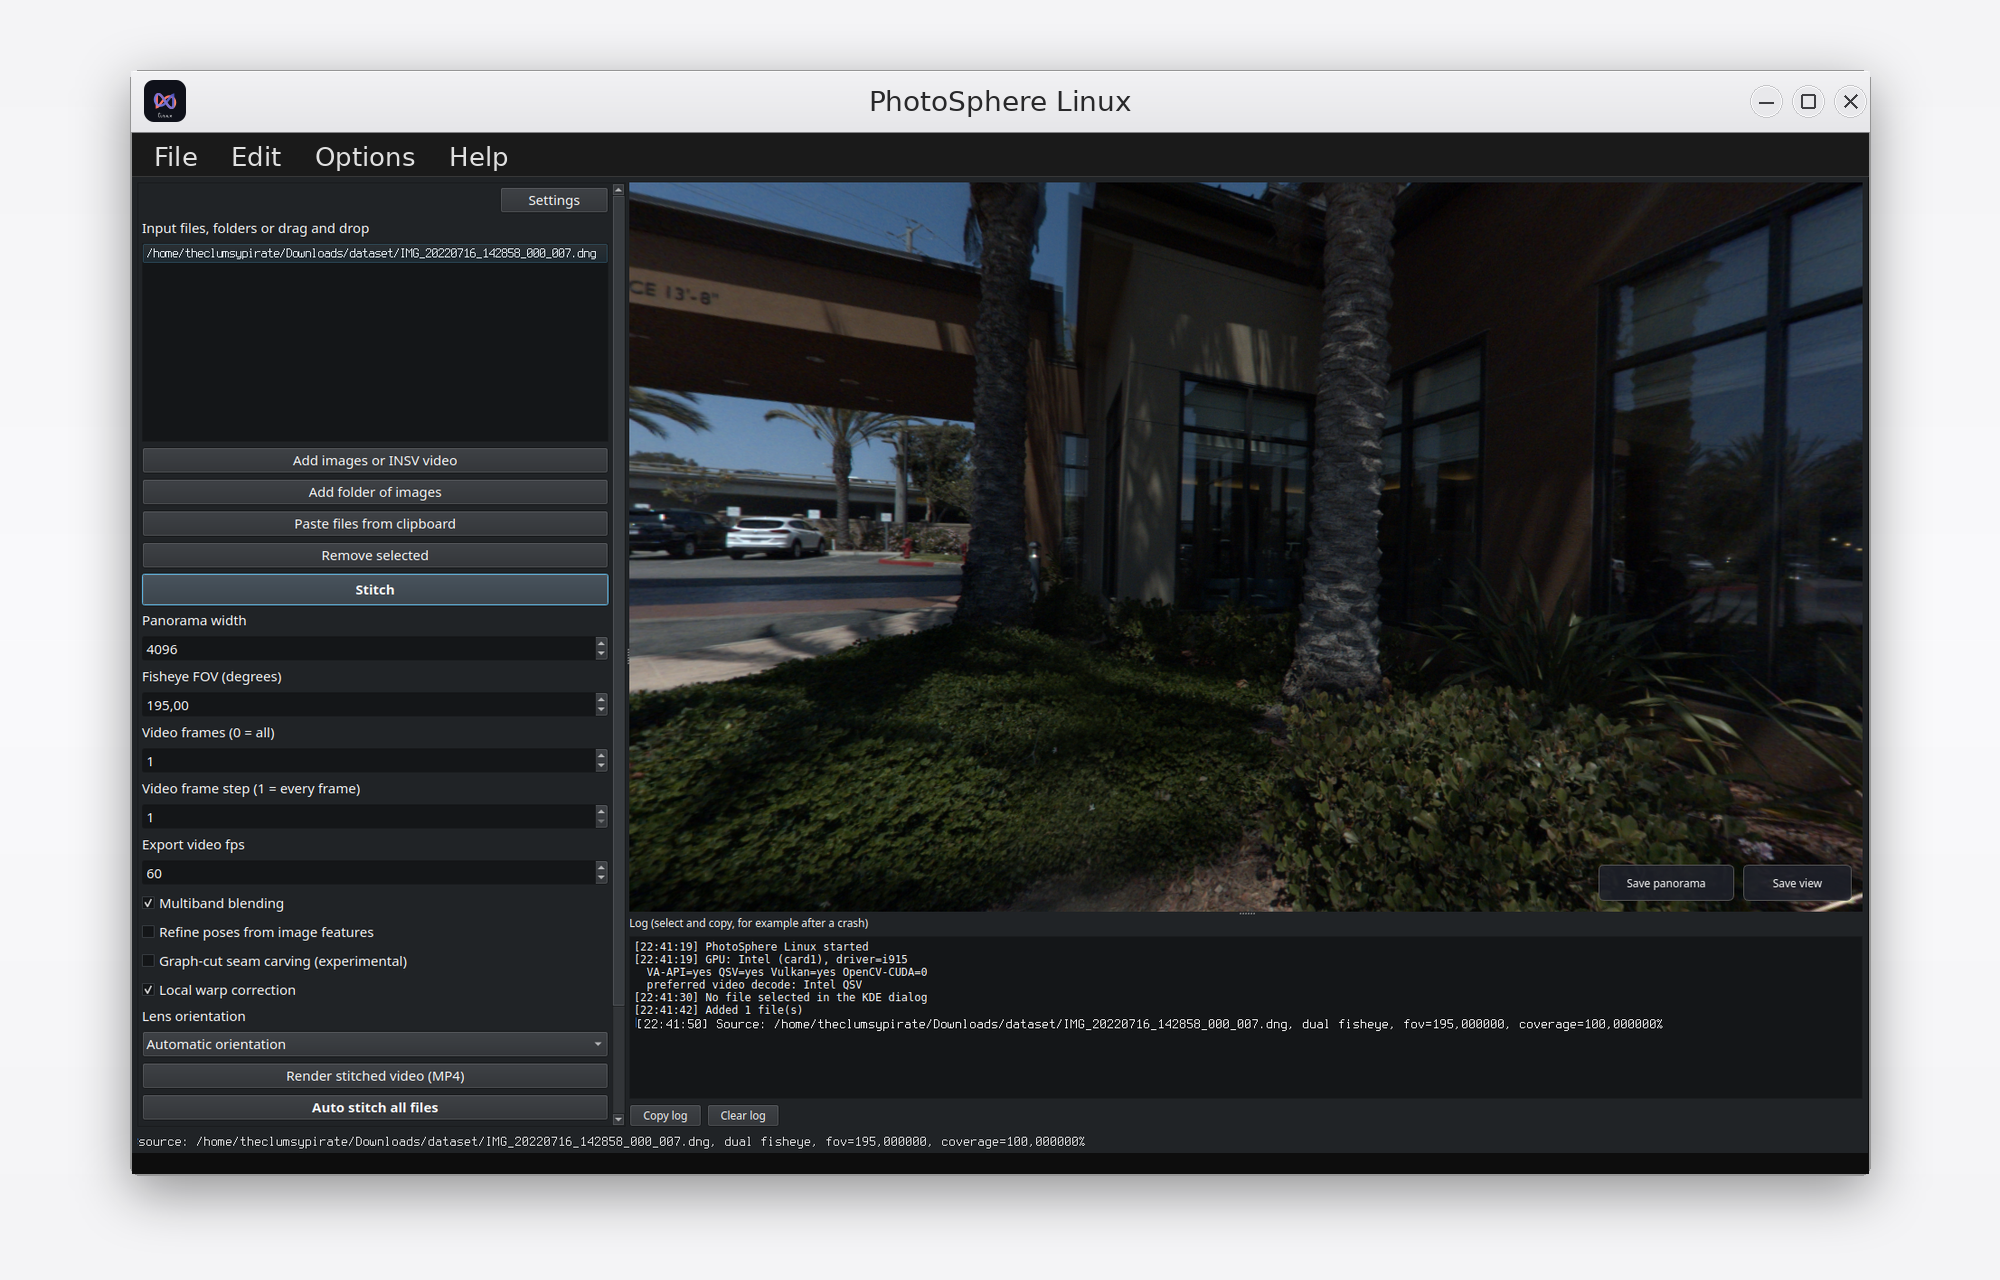 PhotoSphere Linux
File Edit Options Help
Settings
Input files, folders or drag and drop
/home/theclumsypirate/Downloads/dataset/IMG_20220716_142858_000_007.dng
Add images or INSV video
Add folder of images
Paste files from clipboard
Remove selected
Stitch
Panorama width
4096
Fisheye FOV (degrees)
195,00
Video frames (0 = all)
1
Video frame step (1 = every frame)
1
Export video fps
60
Multiband blending
Refine poses from image features
Graph-cut seam carving (experimental)
Local warp correction
Lens orientation
Automatic orientation
Render stitched video (MP4)
Auto stitch all files
CE 13'-8"
Save panorama
Save view
Log (select and copy, for example after a crash)
[22:41:19] PhotoSphere Linux started
[22:41:19] GPU: Intel (card1), driver=i915
VA-API=yes QSV=yes Vulkan=yes OpenCV-CUDA=0
preferred video decode: Intel QSV
[22:41:30] No file selected in the KDE dialog
[22:41:42] Added 1 file(s)
[22:41:50] Source: /home/theclumsypirate/Downloads/dataset/IMG_20220716_142858_000_007.dng, dual fisheye, fov=195,000000, coverage=100,000000%
Copy log
Clear log
source: /home/theclumsypirate/Downloads/dataset/IMG_20220716_142858_000_007.dng, dual fisheye, fov=195,000000, coverage=100,000000%